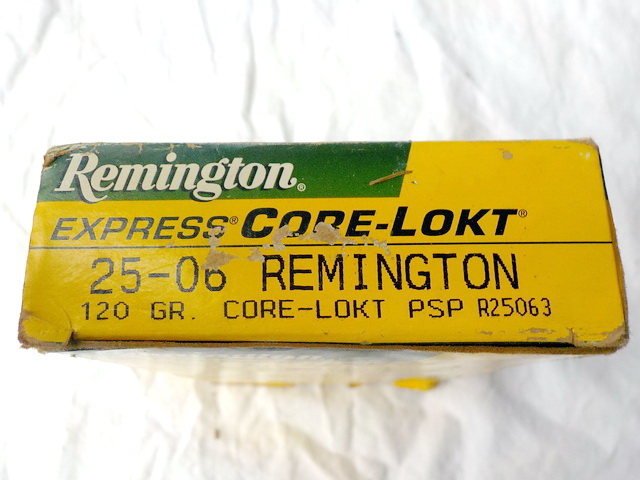 Remington®
EXPRESS® CORE-LOKT®
25-06 REMINGTON
120 GR. CORE-LOKT PSP R25063